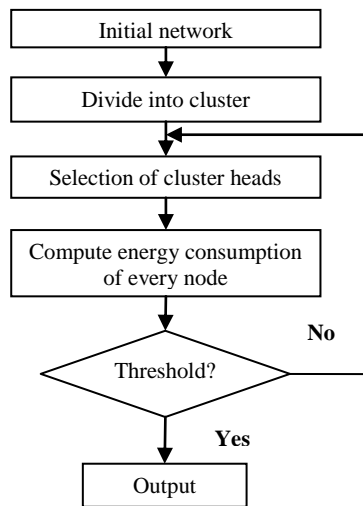 Initial network
Divide into cluster
Selection of cluster heads
Compute energy consumption
of every node
No
Threshold?
Yes
Output